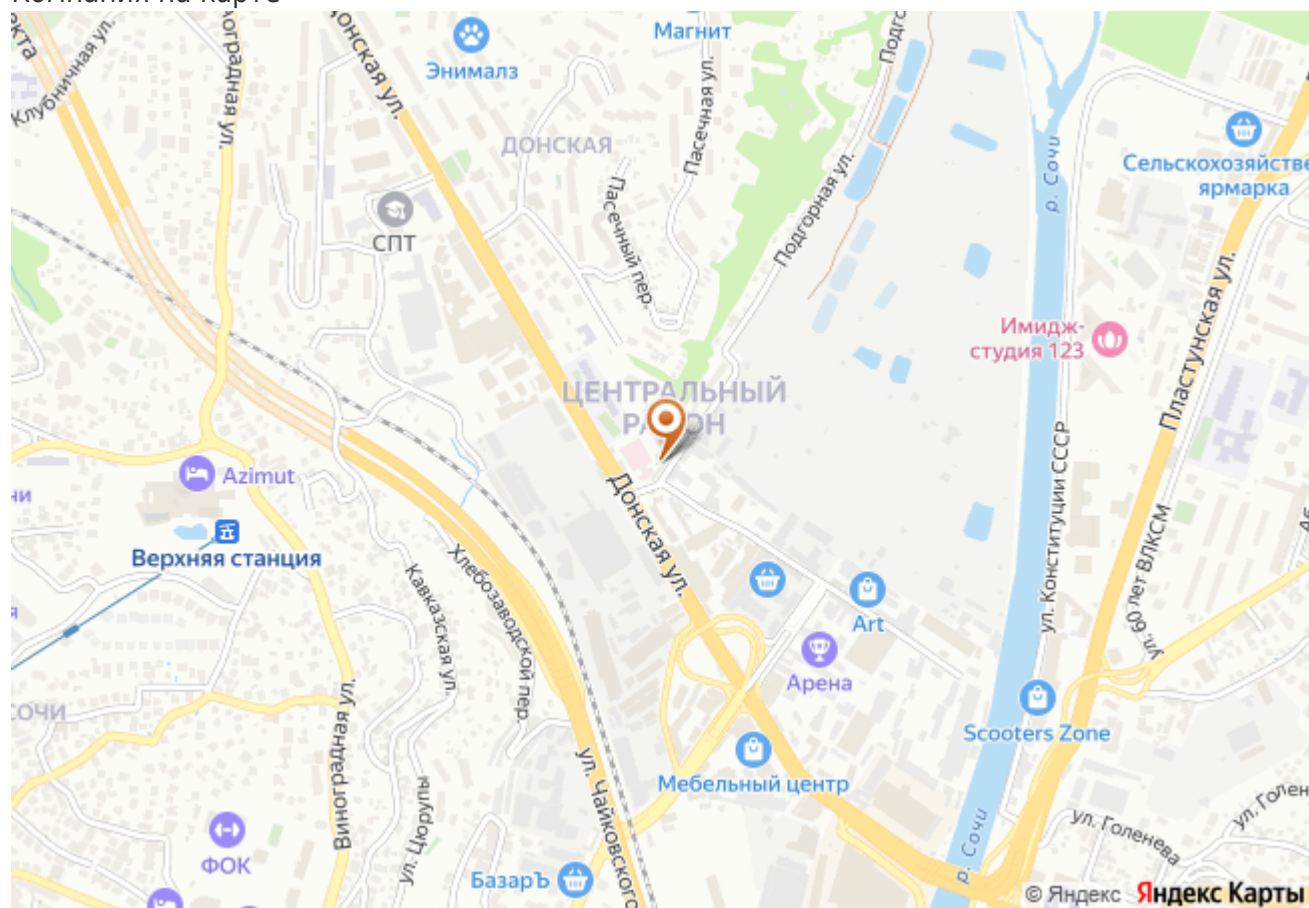 Компания на карте
Магнит
Энималз
Клубничная ул.
Донская ул.
Пасечная ул.
ДОНСКАЯ
Пасечный пер.
Подгорная ул.
р. Сочи
Сельскохозяйстве
ярмарка
СПТ
Имидж-
студия 123
Пластунская ул.
ЦЕНТРАЛЬНЫЙ
Azimut
Верхняя станция
Донская ул.
ул. Конституции СССР
ул. 60 лет ВЛКСМ
Кавказская ул.
Хлебозаводской пер.
Art
Арена
Scooters Zone
Виноградная ул.
Мебельный центр
ул. Чайковского
ул. Цюрупы
ФОК
БазарЪ
ул. Голенева
р. Сочи
© Яндекс Яндекс Карты